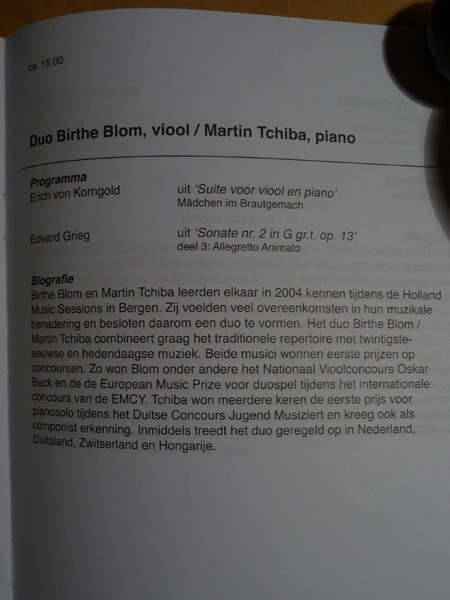 ca. 15:00
Duo Birthe Blom, viool / Martin Tchiba, piano
Programma
Erich von Korngold uit 'Suite voor viool en piano'
Mädchen im Brautgemach
Edvard Grieg uit 'Sonate nr. 2 in G gr.t. op. 13'
deel 3: Allegretto Animato
Biografie
Birthe Blom en Martin Tchiba leerden elkaar in 2004 kennen tijdens de Holland
Music Sessions in Bergen. Zij voelden veel overeenkomsten in hun muzikale
benadering en besloten daarom een duo te vormen. Het duo Birthe Blom /
Martin Tchiba combineert graag het traditionele repertoire met twintigste-
eeuwse en hedendaagse muziek. Beide musici wonnen eerste prijzen op
concoursen. Zo won Blom onder andere het Nationaal Vioolconcours Oskar
Back en de de European Music Prize voor duospel tijdens het internationale
concours van de EMCY. Tchiba won meerdere keren de eerste prijs voor
pianosolo tijdens het Duitse Concours Jugend Musiziert en kreeg ook als
componist erkenning. Inmiddels treedt het duo geregeld op in Nederland,
Duitsland, Zwitserland en Hongarije.